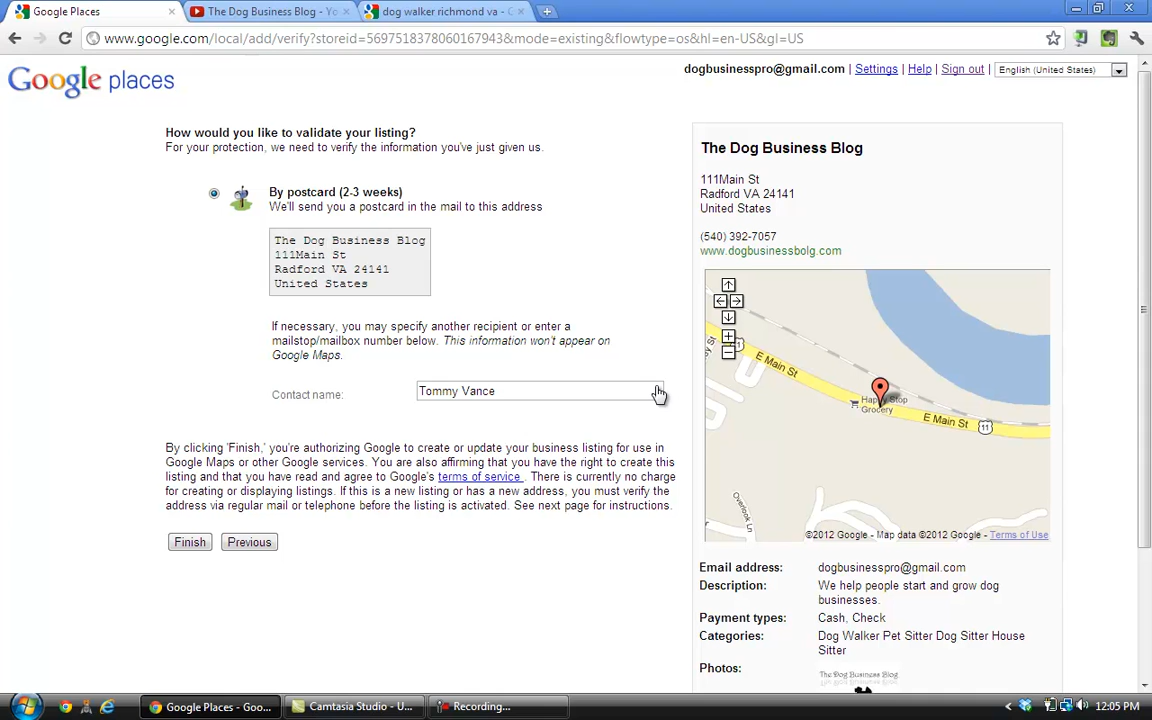 Google Places
The Dog Business Blog - Yo
dog walker richmond va - G
www.google.com/local/add/verify?storeid=5697518378060167943&mode=existing&flowtype=os&hl=en-US&gl=US
Google places
dogbusinesspro@gmail.com | Settings | Help | Sign out | English (United States)
How would you like to validate your listing?
For your protection, we need to verify the information you've just given us.
By postcard (2-3 weeks)
We'll send you a postcard in the mail to this address
The Dog Business Blog
111Main St
Radford VA 24141
United States
If necessary, you may specify another recipient or enter a
mailstop/mailbox number below. This information won't appear on
Google Maps.
Contact name: Tommy Vance
By clicking 'Finish,' you're authorizing Google to create or update your business listing for use in
Google Maps or other Google services. You are also affirming that you have the right to create this
listing and that you have read and agree to Google's terms of service . There is currently no charge
for creating or displaying listings. If this is a new listing or has a new address, you must verify the
address via regular mail or telephone before the listing is activated. See next page for instructions.
Finish Previous
The Dog Business Blog
111Main St
Radford VA 24141
United States
(540) 392-7057
www.dogbusinessbolg.com
E Main St
Happy Stop
Grocery
E Main St
11
Overlook Ln
©2012 Google - Map data ©2012 Google - Terms of Use
Email address: dogbusinesspro@gmail.com
Description: We help people start and grow dog
businesses.
Payment types: Cash, Check
Categories: Dog Walker Pet Sitter Dog Sitter House
Sitter
Photos:
The Dog Business Blog
Google Places - Goo...
Camtasia Studio - U...
Recording...
12:05 PM